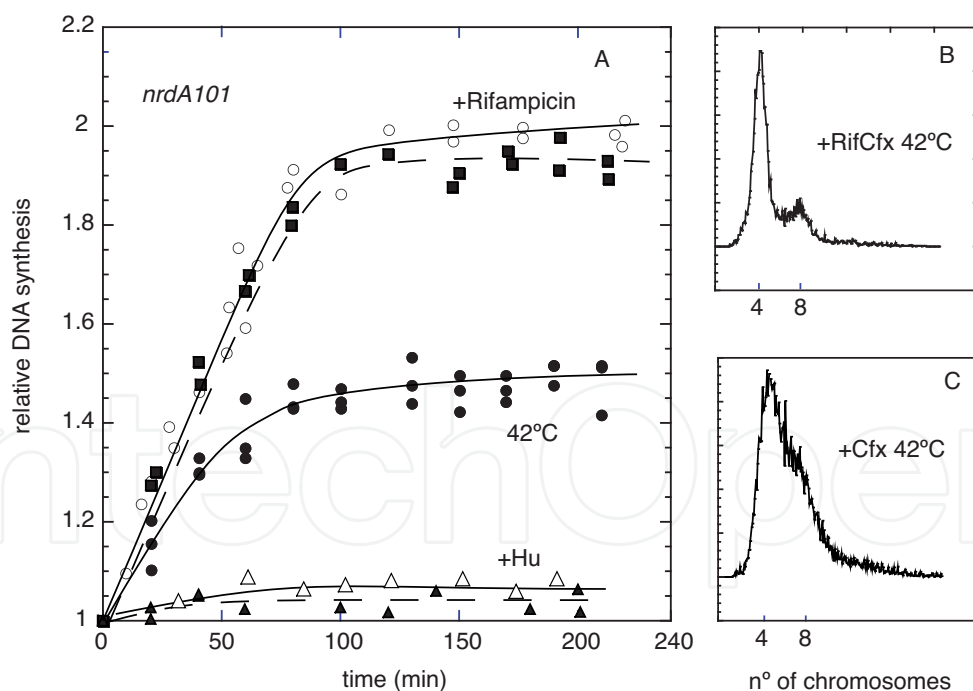 2.2
2
1.8
1.6
1.4
1.2
1
relative DNA synthesis
0
50
100
150
200
240
time (min)
A
nrdA101
+Rifampicin
42ºC
+Hu
B
+RifCfx 42ºC
4
8
C
+Cfx 42ºC
4
8
nº of chromosomes
ntechOpe